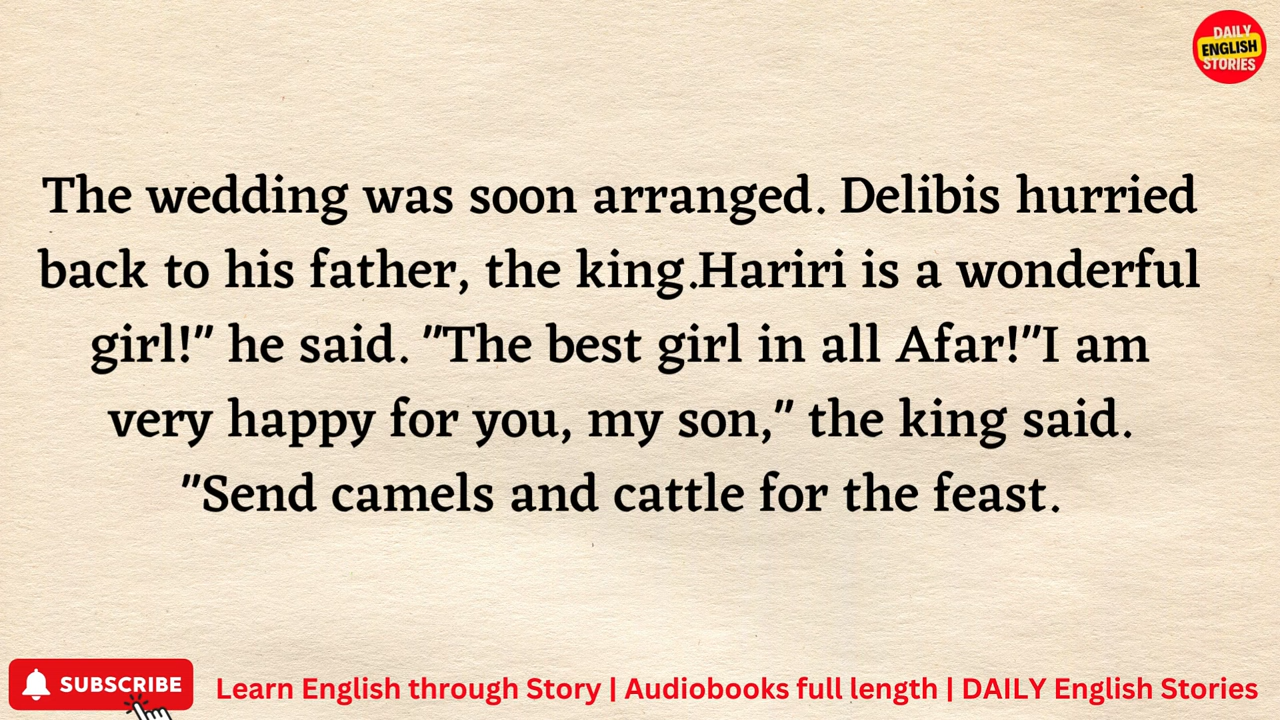 DAILY
ENGLISH
STORIES
The wedding was soon arranged. Delibis hurried
back to his father, the king.Hariri is a wonderful
girl!" he said. "The best girl in all Afar!"I am
very happy for you, my son," the king said.
"Send camels and cattle for the feast.
SUBSCRIBE
Learn English through Story | Audiobooks full length | DAILY English Stories